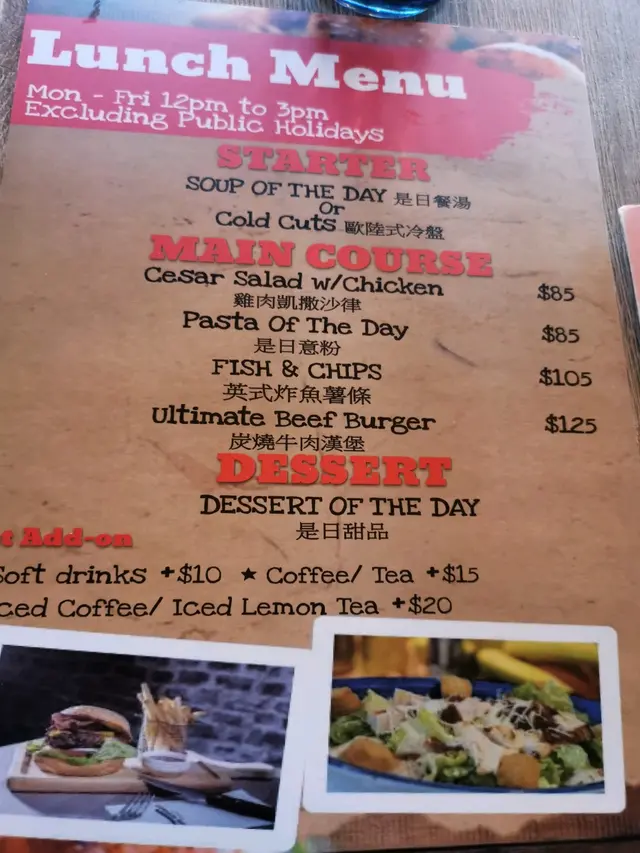 Lunch Menu
Mon - Fri 12pm to 3pm
Excluding Public Holidays
STARTER
SOUP OF THE DAY 是日餐湯
Or
Cold Cuts 歐陸式冷盤
MAIN COURSE
Cesar Salad w/Chicken $85
雞肉凱撒沙律
Pasta Of The Day $85
是日意粉
FISH & CHIPS $105
英式炸魚薯條
Ultimate Beef Burger $125
炭燒牛肉漢堡
DESSERT
DESSERT OF THE DAY
是日甜品
Add-on
Soft drinks +$10 ★ Coffee/ Tea +$15
ced Coffee/ Iced Lemon Tea +$20